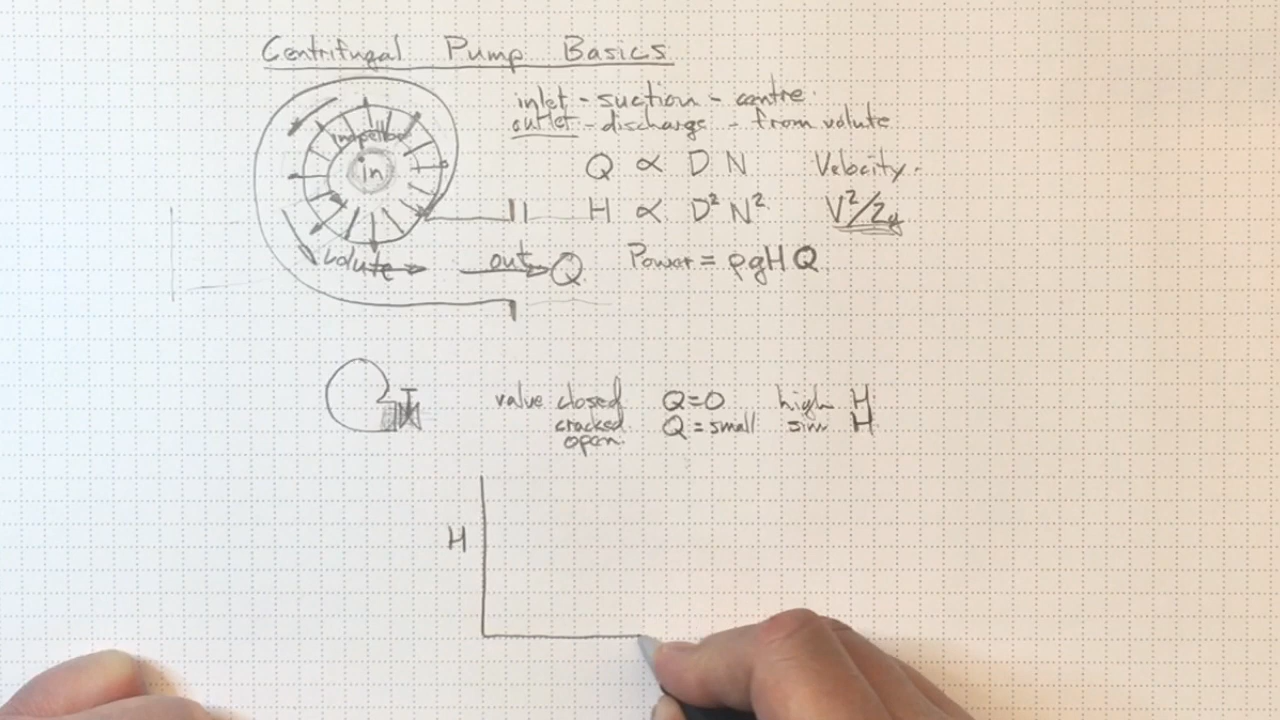 Centrifugal Pump Basics
inlet - suction - centre.
outlet - discharge - from volute
Impeller
in
Q ∝ D N Velocity.
H ∝ D² N² V²/2g
volute out Q Power = ρgHQ
valve closed Q=0 high H
cracked open. Q = small sim H
H